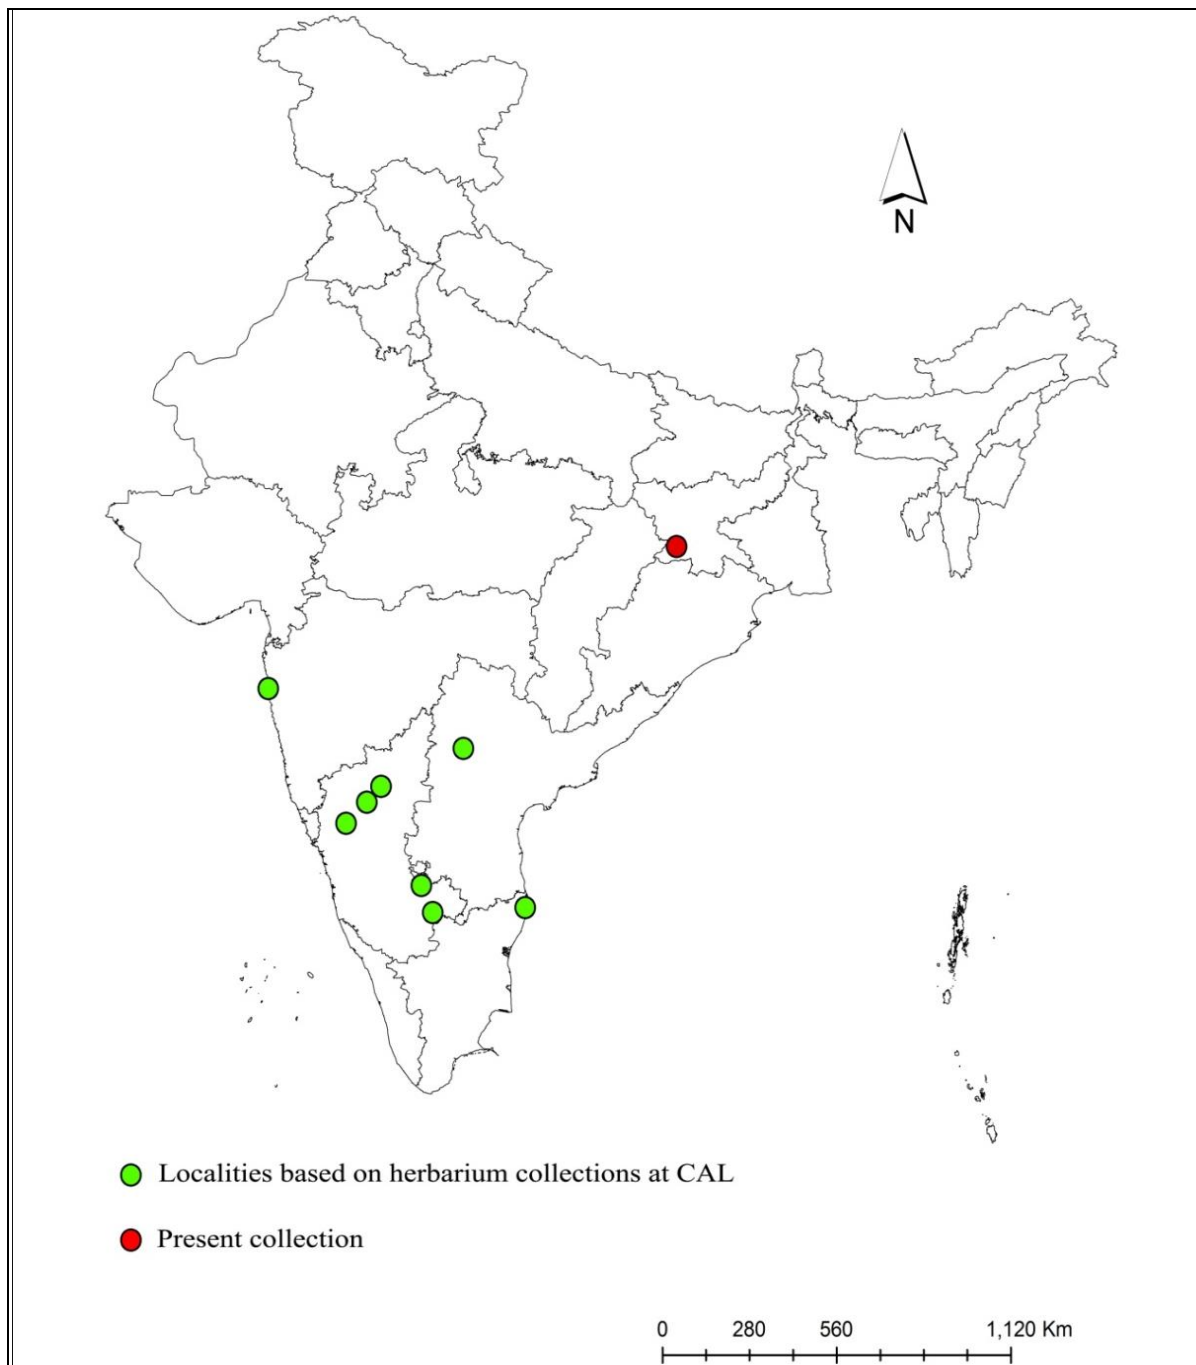 N
Localities based on herbarium collections at CAL
Present collection
0 280 560 1,120 Km